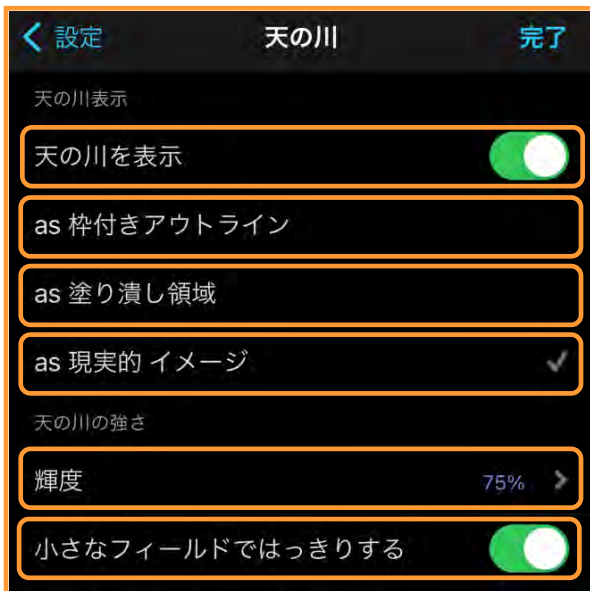 設定 天の川 完了
天の川表示
天の川を表示
as 枠付きアウトライン
as 塗り潰し領域
as 現実的 イメージ
天の川の強さ
輝度 75%
小さなフィールドではっきりする